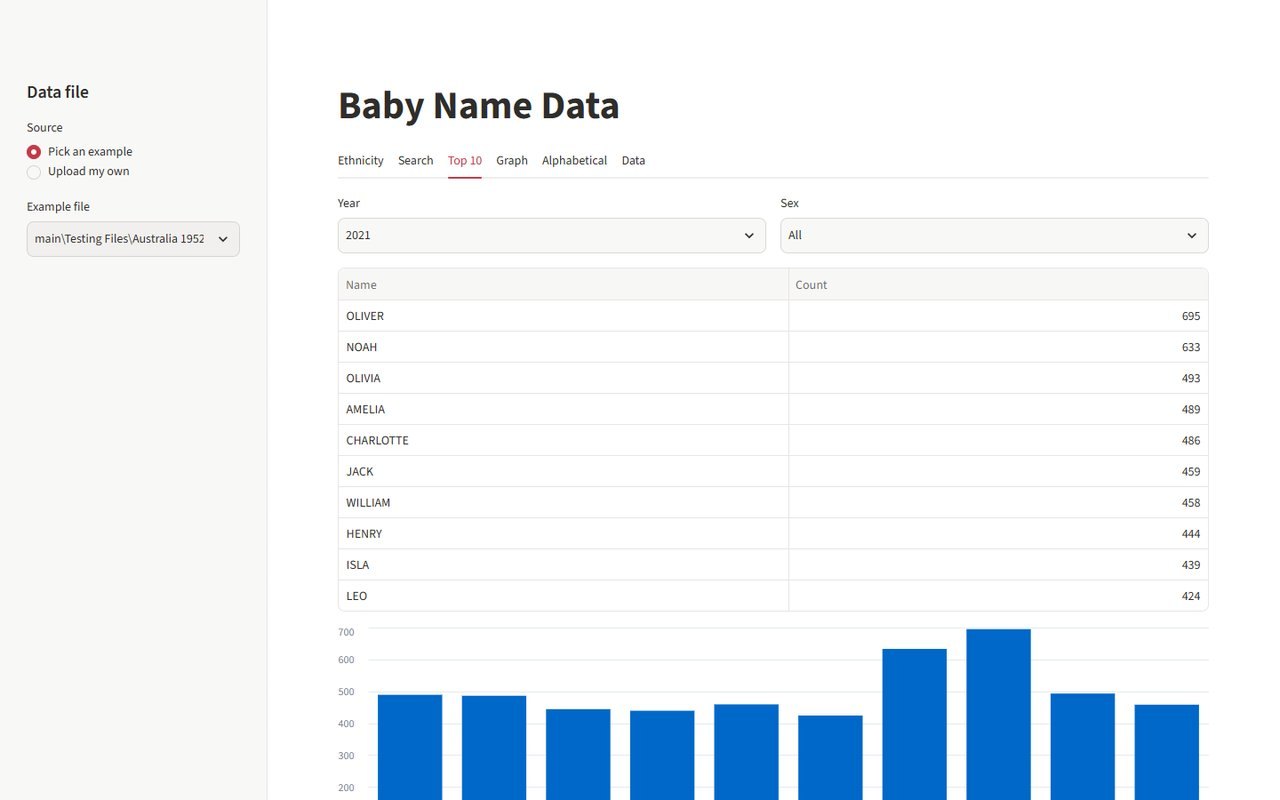 Data file
Source
Pick an example
Upload my own
Example file
main\Testing Files\Australia 1952
Baby Name Data
Ethnicity Search Top 10 Graph Alphabetical Data
Year Sex
2021 All
Name Count
OLIVER 695
NOAH 633
OLIVIA 493
AMELIA 489
CHARLOTTE 486
JACK 459
WILLIAM 458
HENRY 444
ISLA 439
LEO 424
700
600
500
400
300
200